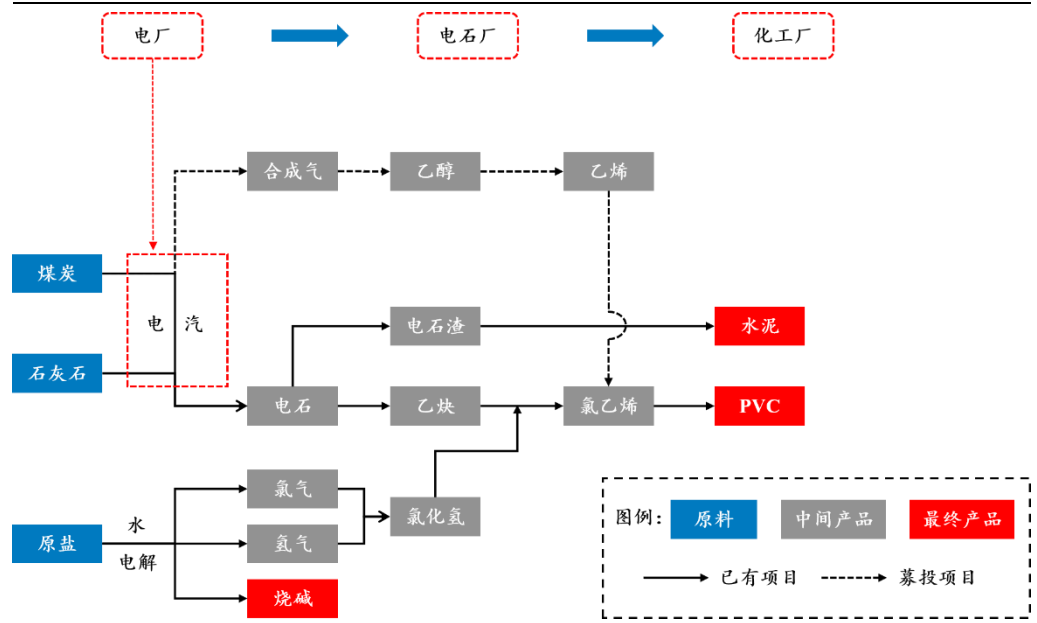 电厂
电石厂
化工厂
合成气
乙醇
乙烯
煤炭
电 汽
电石渣
水泥
石灰石
电石
乙炔
氯乙烯
PVC
氯气
水
原盐
电解
氢气
氯化氢
烧碱
图例:
原料
中间产品
最终产品
已有项目
募投项目